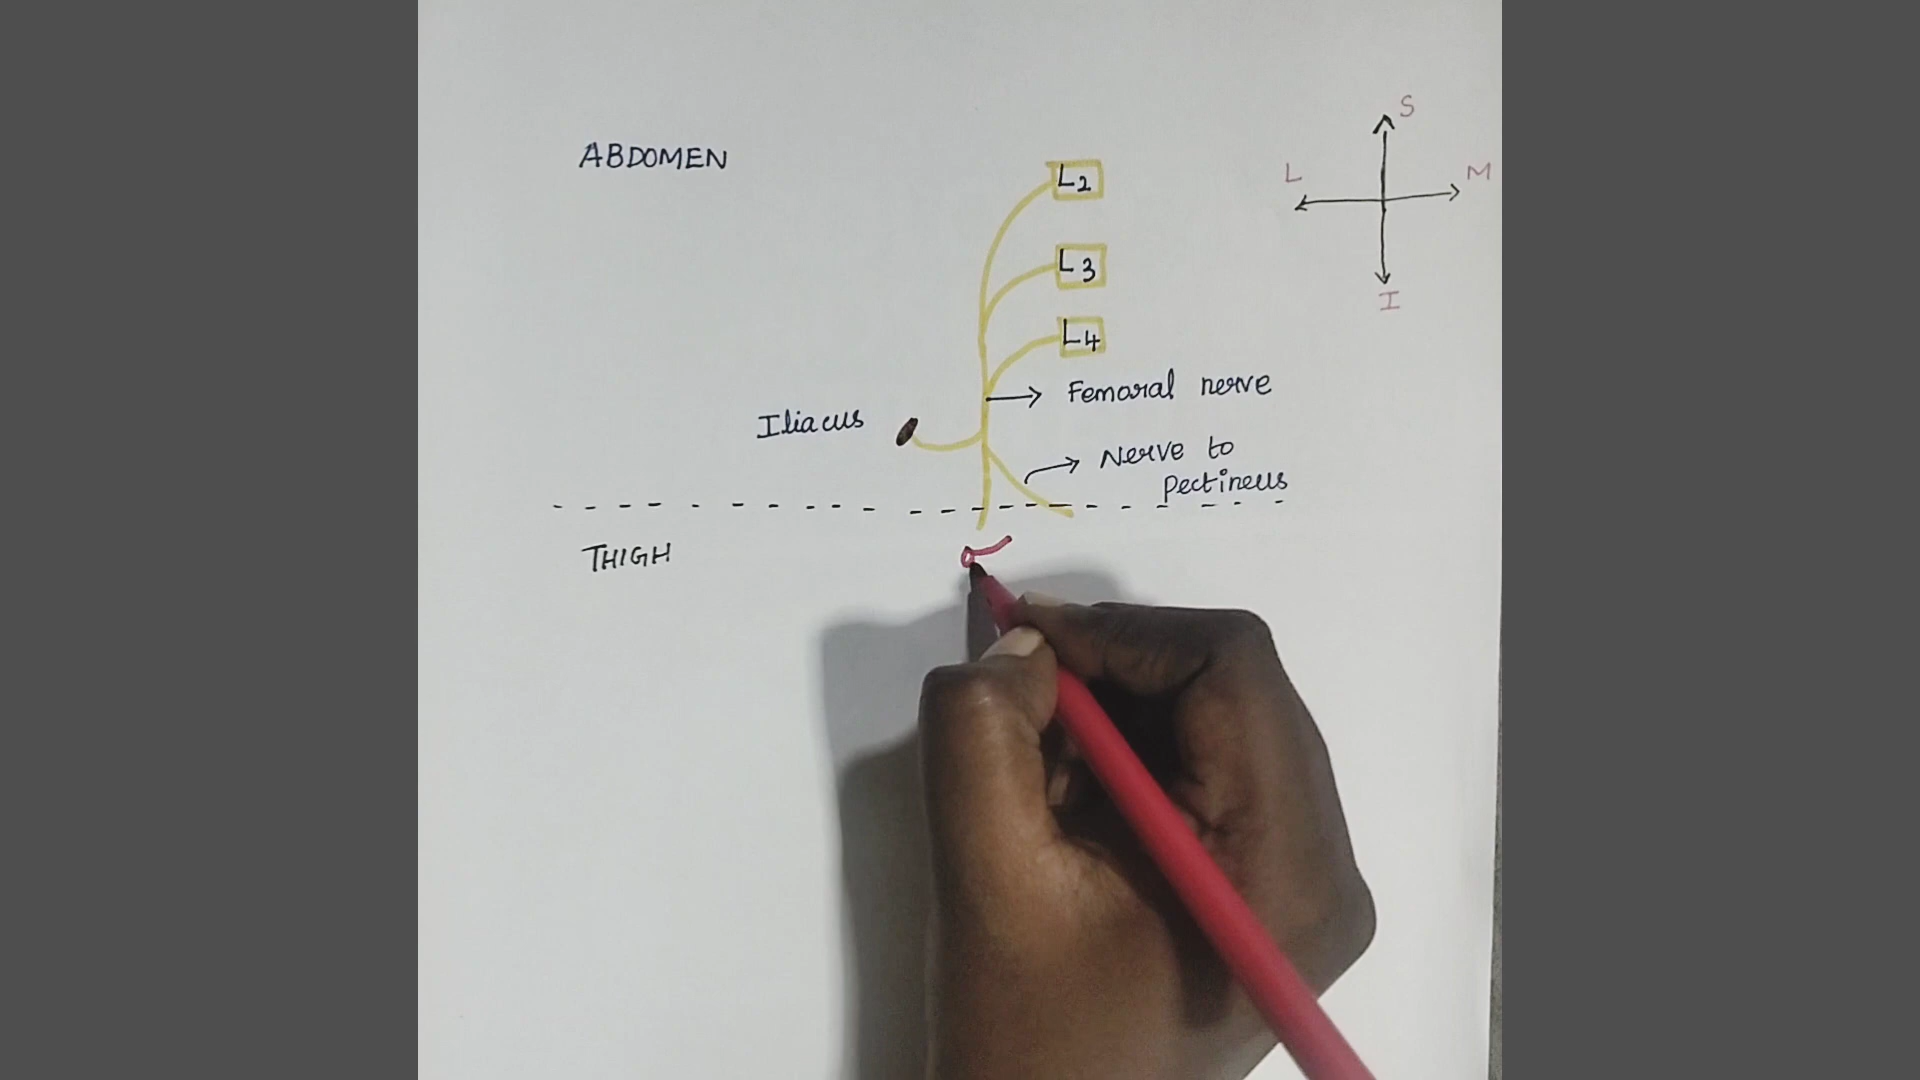 S
ABDOMEN
L2
L M
L3
I
L4
Femoral nerve
Iliacus
Nerve to
Pectineus
THIGH